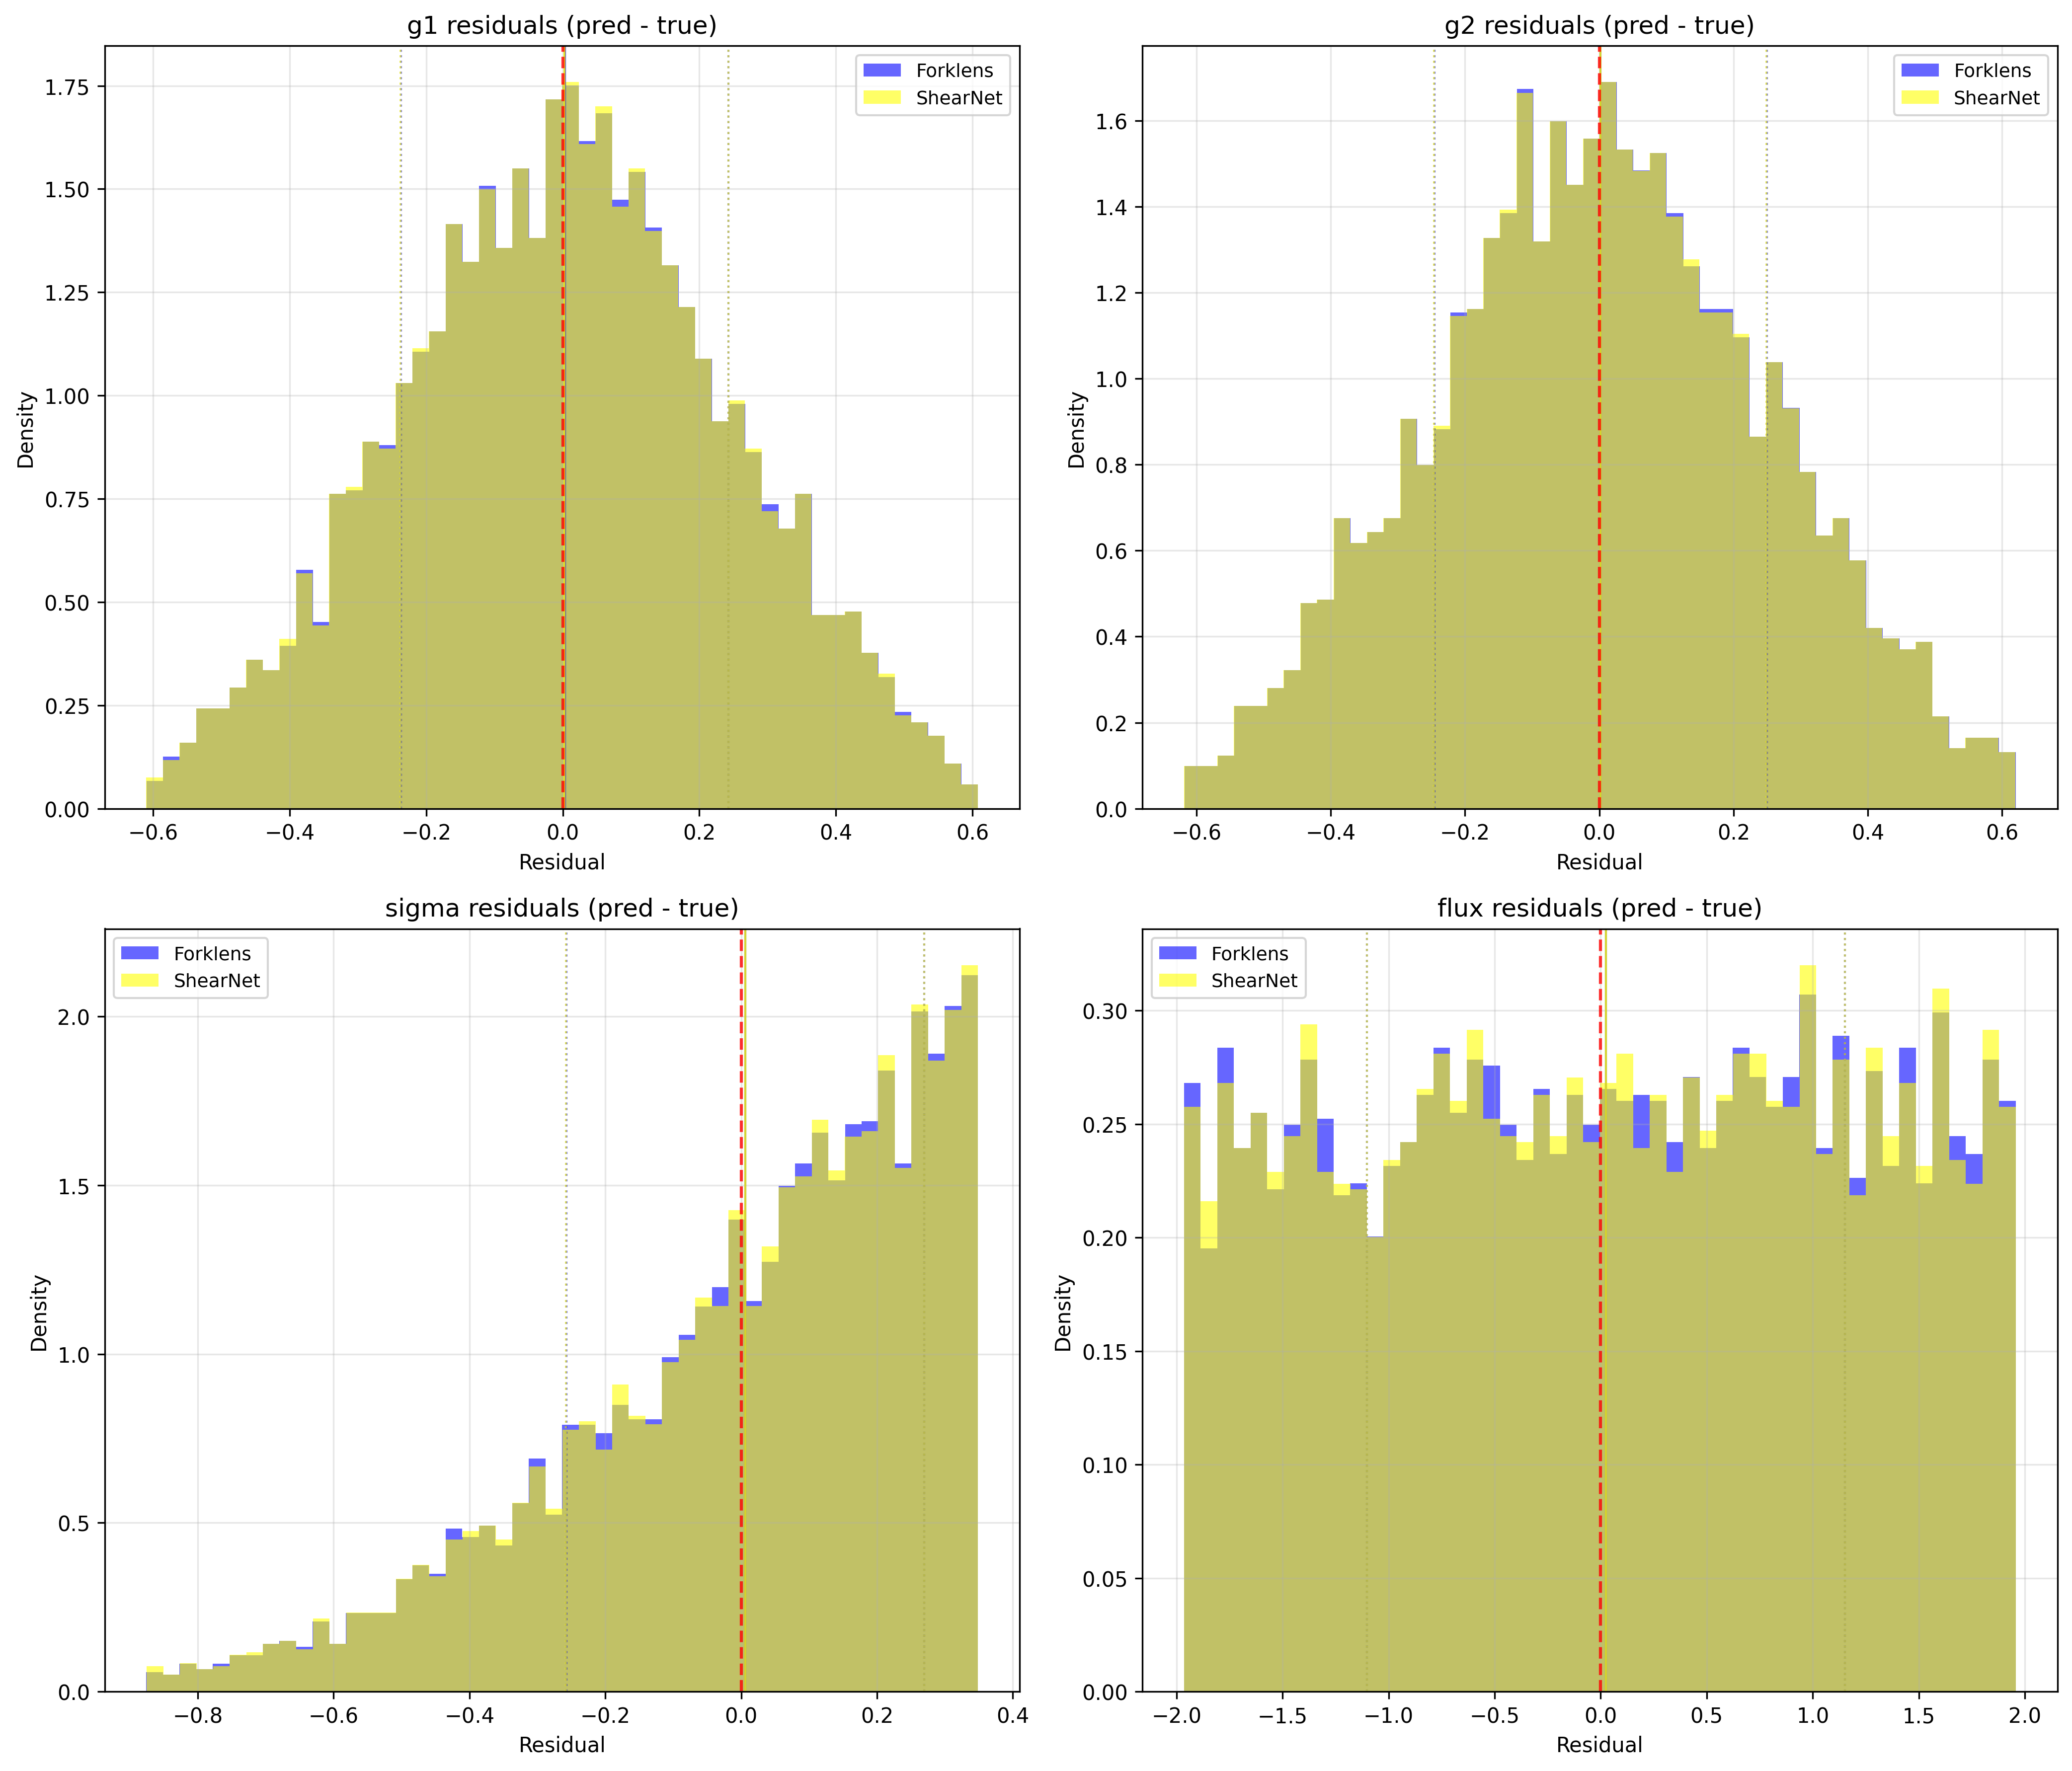 g1 residuals (pred - true)
Density
1.75
1.50
1.25
1.00
0.75
0.50
0.25
0.00
−0.6 −0.4 −0.2 0.0 0.2 0.4 0.6
Residual
Forklens
ShearNet
g2 residuals (pred - true)
Density
1.6
1.4
1.2
1.0
0.8
0.6
0.4
0.2
0.0
−0.6 −0.4 −0.2 0.0 0.2 0.4 0.6
Residual
Forklens
ShearNet
sigma residuals (pred - true)
Density
2.0
1.5
1.0
0.5
0.0
−0.8 −0.6 −0.4 −0.2 0.0 0.2 0.4
Residual
Forklens
ShearNet
flux residuals (pred - true)
Density
0.30
0.25
0.20
0.15
0.10
0.05
0.00
−2.0 −1.5 −1.0 −0.5 0.0 0.5 1.0 1.5 2.0
Residual
Forklens
ShearNet